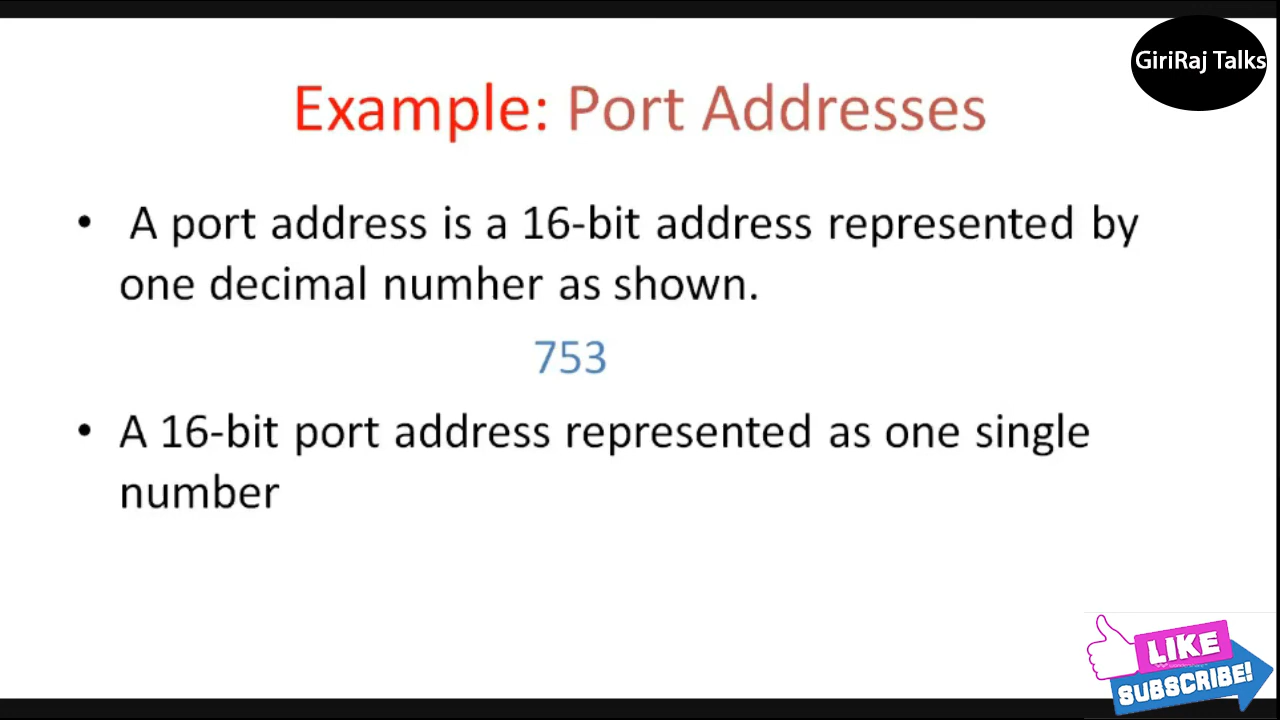 GiriRaj Talks
Example: Port Addresses
• A port address is a 16-bit address represented by
one decimal numher as shown.
753
• A 16-bit port address represented as one single
number
LIKE
SUBSCRIBE!